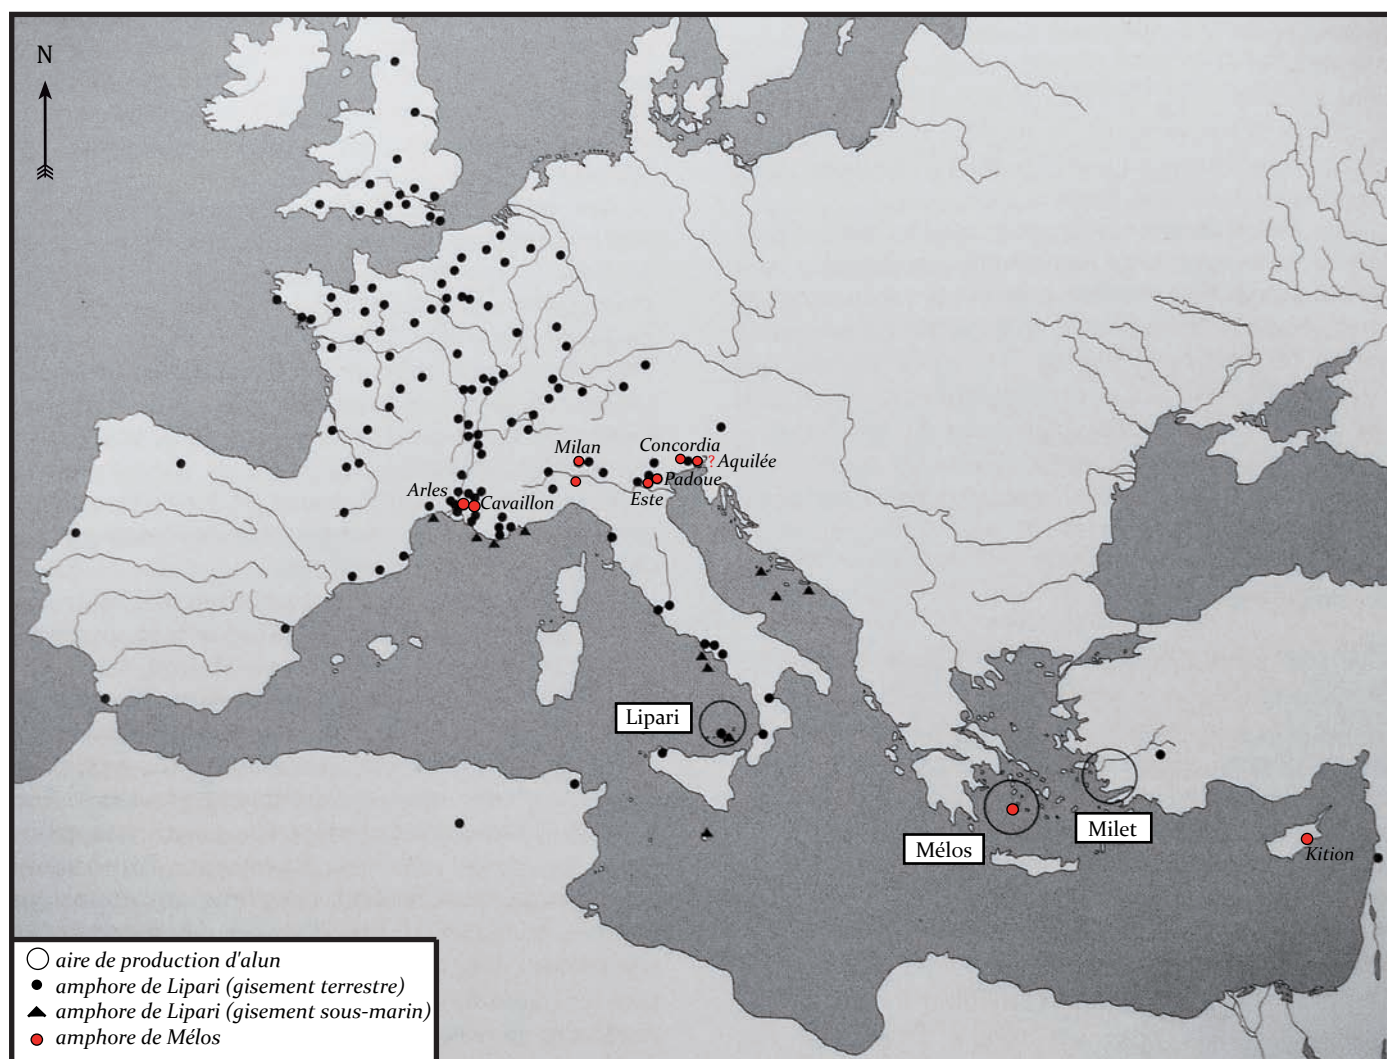 N
Milan
Concordia
?? Aquilée
Padoue
Este
Arles
Cavaillon
Lipari
Milet
Mélos
Kition
aire de production d'alun
amphore de Lipari (gisement terrestre)
amphore de Lipari (gisement sous-marin)
amphore de Mélos